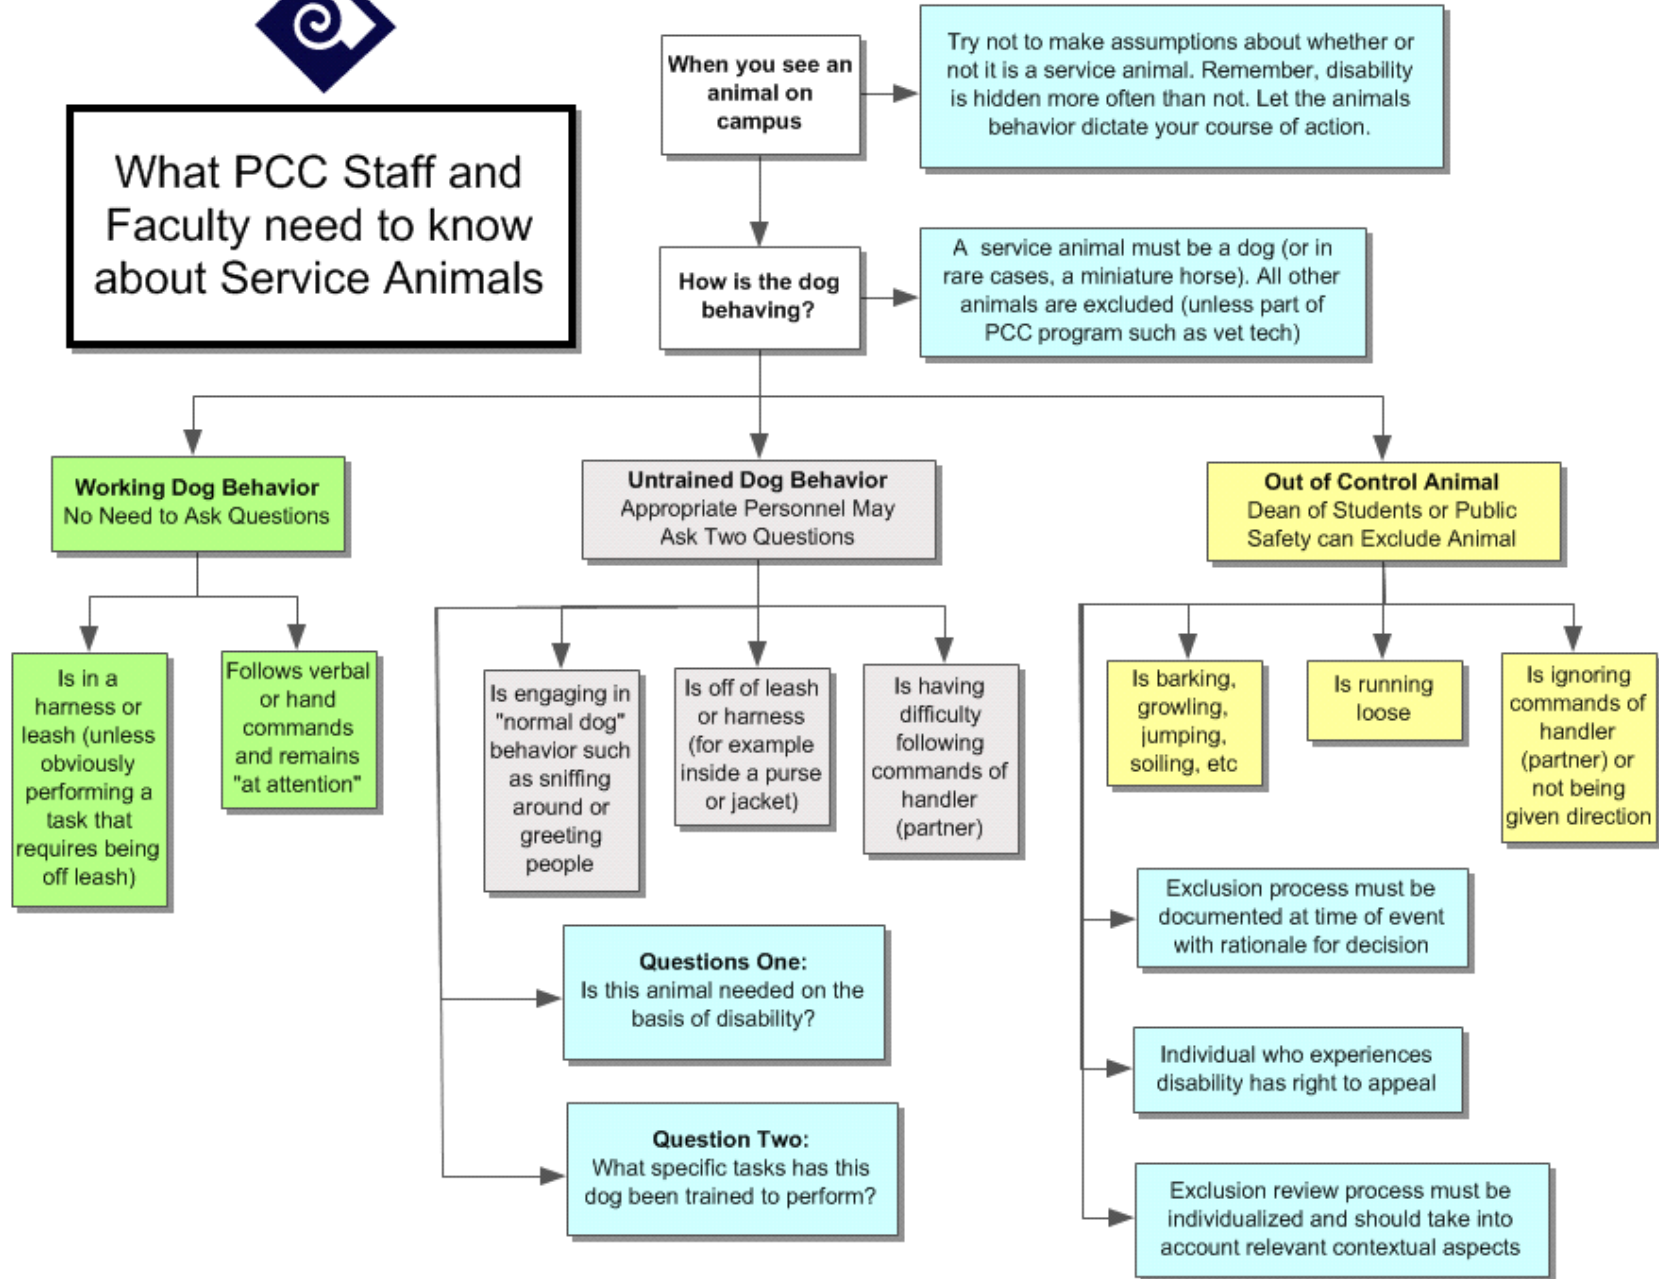 What PCC Staff and
Faculty need to know
about Service Animals
When you see an
animal on
campus
Try not to make assumptions about whether or
not it is a service animal. Remember, disability
is hidden more often than not. Let the animals
behavior dictate your course of action.
How is the dog
behaving?
A service animal must be a dog (or in
rare cases, a miniature horse). All other
animals are excluded (unless part of
PCC program such as vet tech)
Working Dog Behavior
No Need to Ask Questions
Is in a
harness or
leash (unless
obviously
performing a
task that
requires being
off leash)
Follows verbal
or hand
commands
and remains
"at attention"
Untrained Dog Behavior
Appropriate Personnel May
Ask Two Questions
Is engaging in
"normal dog"
behavior such
as sniffing
around or
greeting
people
Is off of leash
or harness
(for example
inside a purse
or jacket)
Is having
difficulty
following
commands of
handler
(partner)
Questions One:
Is this animal needed on the
basis of disability?
Question Two:
What specific tasks has this
dog been trained to perform?
Out of Control Animal
Dean of Students or Public
Safety can Exclude Animal
Is barking,
growling,
jumping,
soiling, etc
Is running
loose
Is ignoring
commands of
handler
(partner) or
not being
given direction
Exclusion process must be
documented at time of event
with rationale for decision
Individual who experiences
disability has right to appeal
Exclusion review process must be
individualized and should take into
account relevant contextual aspects